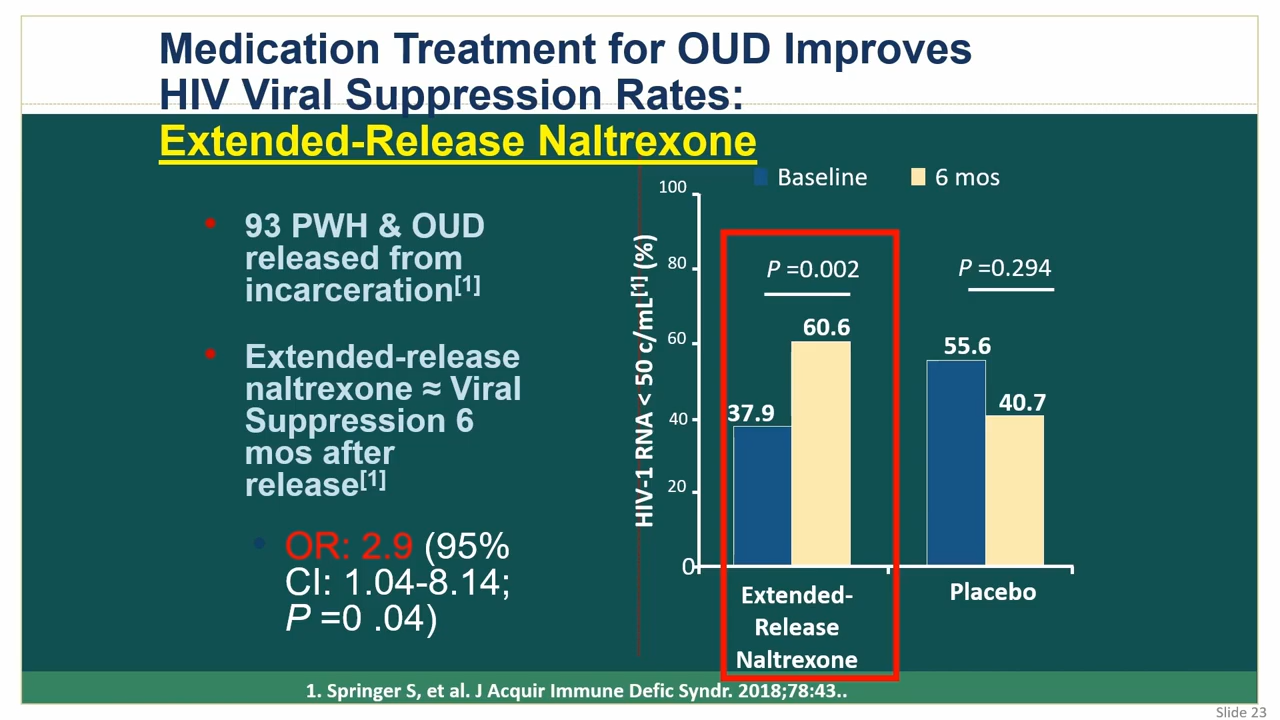 Medication Treatment for OUD Improves
HIV Viral Suppression Rates:
Extended-Release Naltrexone
• 93 PWH & OUD
released from
incarceration[1]
• Extended-release
naltrexone ≈ Viral
Suppression 6
mos after
release[1]
• OR: 2.9 (95%
CI: 1.04-8.14;
P =0 .04)
Baseline
6 mos
HIV-1 RNA < 50 c/mL[1] (%)
100
80
60
40
20
0
P =0.002
P =0.294
37.9
60.6
55.6
40.7
Extended-
Release
Naltrexone
Placebo
1. Springer S, et al. J Acquir Immune Defic Syndr. 2018;78:43..
Slide 23